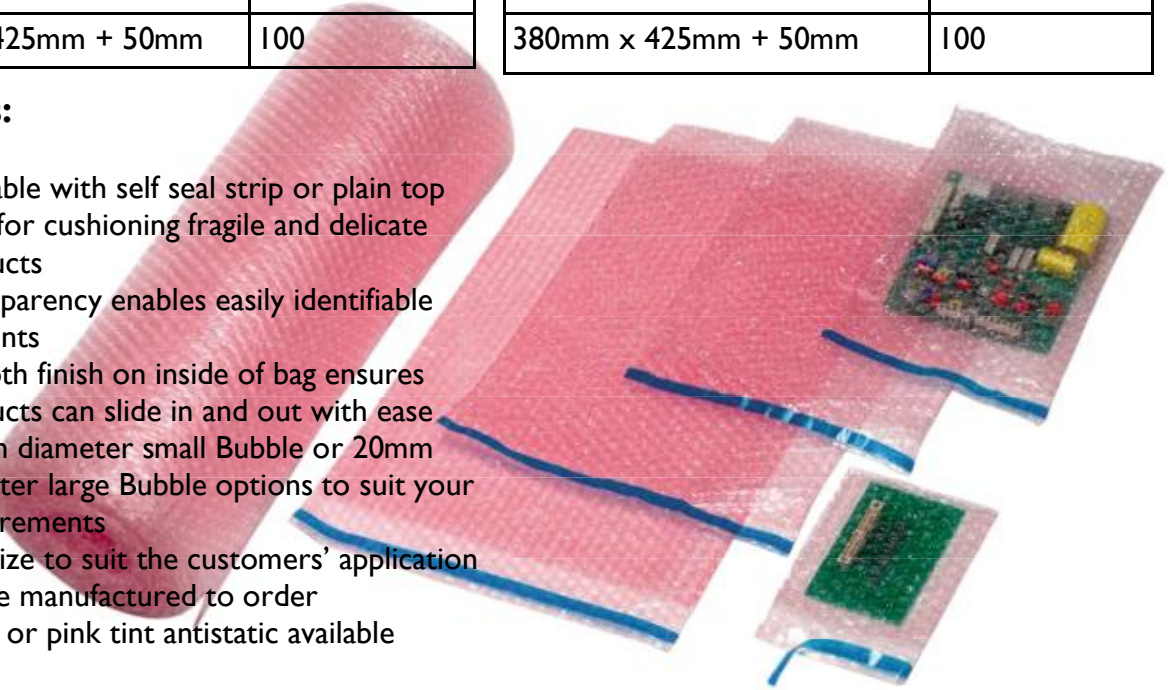 425mm + 50mm 100
380mm x 425mm + 50mm 100
:
able with self seal strip or plain top
for cushioning fragile and delicate
ucts
parency enables easily identifiable
nts
th finish on inside of bag ensures
ucts can slide in and out with ease
diameter small Bubble or 20mm
ter large Bubble options to suit your
rements
ize to suit the customers’ application
e manufactured to order
or pink tint antistatic available